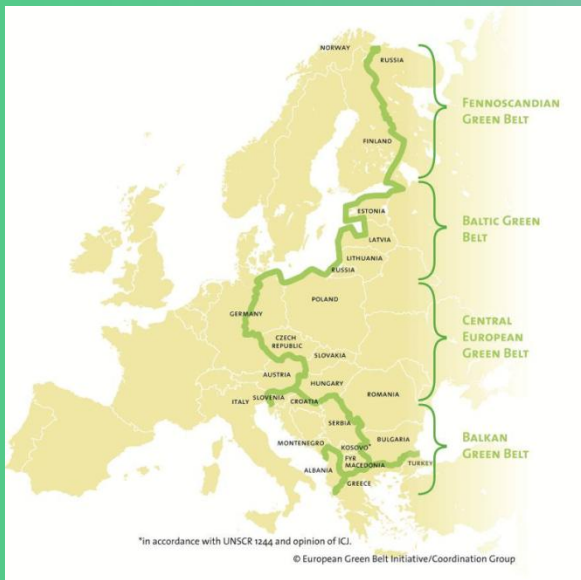 NORWAY
RUSSIA
FENNOSCANDIAN
GREEN BELT
FINLAND
ESTONIA
LATVIA
LITHUANIA
RUSSIA
BALTIC GREEN
BELT
POLAND
GERMANY
CZECH
REPUBLIC
SLOVAKIA
AUSTRIA
HUNGARY
CENTRAL
EUROPEAN
GREEN BELT
ITALY
SLOVENIA
CROATIA
ROMANIA
SERBIA
BULGARIA
MONTENEGRO
KOSOVO*
ALBANIA
FYR
MACEDONIA
TURKEY
GREECE
BALKAN
GREEN BELT
*in accordance with UNSCR 1244 and opinion of ICJ.
© European Green Belt Initiative/Coordination Group